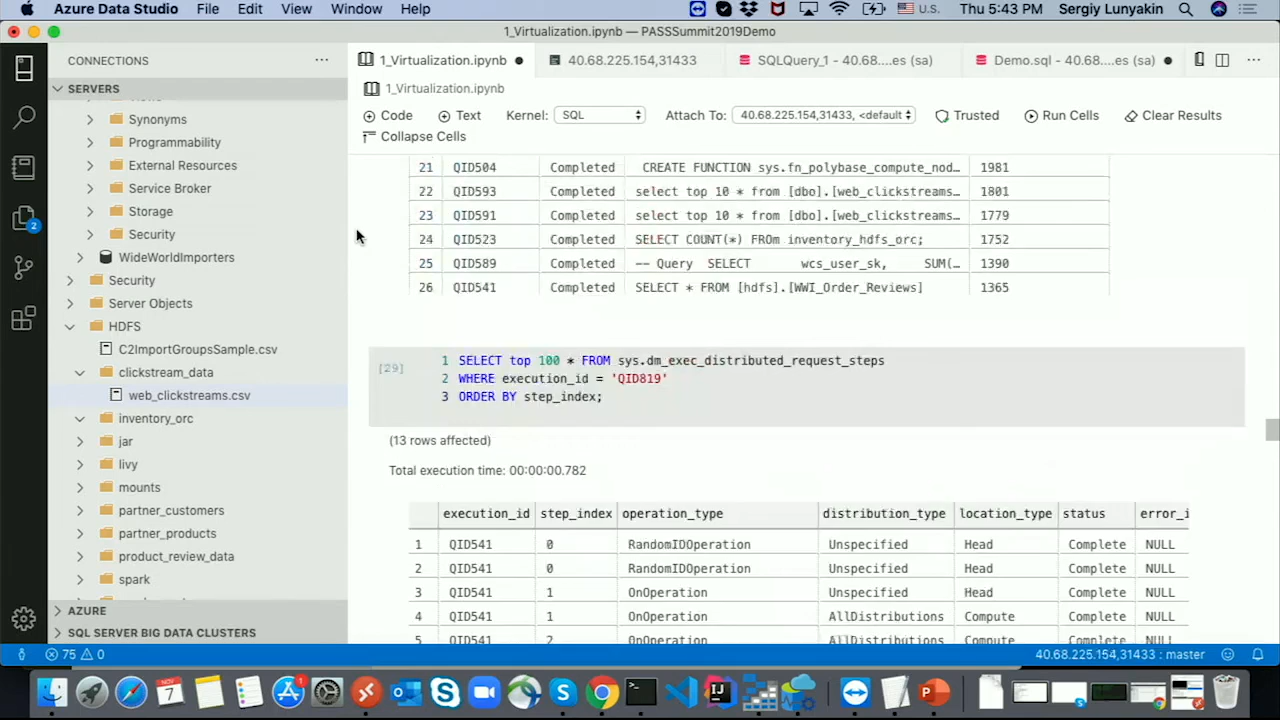 Azure Data Studio File Edit View Window Help U.S. Thu 5:43 PM Sergiy Lunyakin
1_Virtualization.ipynb — PASSSummit2019Demo
CONNECTIONS
1_Virtualization.ipynb 40.68.225.154,31433 SQLQuery_1 - 40.68....es (sa) Demo.sql - 40.68....es (sa)
SERVERS
1_Virtualization.ipynb
Synonyms
Programmability
External Resources
Service Broker
Storage
Security
WideWorldImporters
Security
Server Objects
HDFS
C2ImportGroupsSample.csv
clickstream_data
web_clickstreams.csv
inventory_orc
jar
livy
mounts
partner_customers
partner_products
product_review_data
spark
AZURE
SQL SERVER BIG DATA CLUSTERS
2
Code Text Kernel: SQL Attach To: 40.68.225.154,31433, <default Trusted Run Cells Clear Results
Collapse Cells
21 QID504 Completed CREATE FUNCTION sys.fn_polybase_compute_nod… 1981
22 QID593 Completed select top 10 * from [dbo].[web_clickstreams… 1801
23 QID591 Completed select top 10 * from [dbo].[web_clickstreams… 1779
24 QID523 Completed SELECT COUNT(*) FROm inventory_hdfs_orc; 1752
25 QID589 Completed -- Query SELECT wcs_user_sk, SUM(… 1390
26 QID541 Completed SELECT * FROM [hdfs].[WWI_Order_Reviews] 1365
[29]
1 SELECT top 100 * FROM sys.dm_exec_distributed_request_steps
2 WHERE execution_id = 'QID819'
3 ORDER BY step_index;
(13 rows affected)
Total execution time: 00:00:00.782
execution_id step_index operation_type distribution_type location_type status error_i
1 QID541 0 RandomIDOperation Unspecified Head Complete NULL
2 QID541 0 RandomIDOperation Unspecified Head Complete NULL
3 QID541 1 OnOperation Unspecified Head Complete NULL
4 QID541 1 OnOperation AllDistributions Compute Complete NULL
5 QID541 2 OnOperation AllDistributions Compute Complete NULL
75 0 40.68.225.154,31433 : master